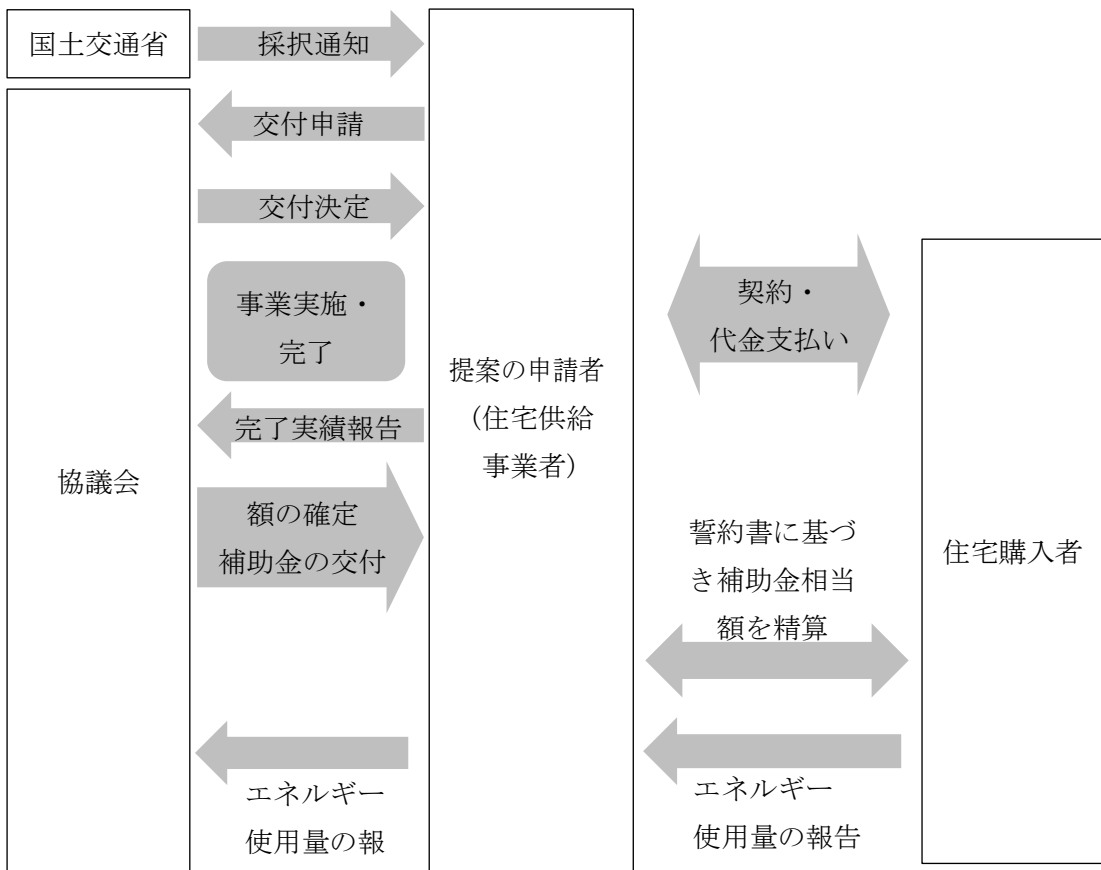 国土交通省
採択通知
交付申請
交付決定
事業実施・
完了
完了実績報告
額の確定
補助金の交付
協議会
提案の申請者
（住宅供給
事業者）
契約・
代金支払い
誓約書に基づ
き補助金相当
額を精算
住宅購入者
エネルギー
使用量の報
エネルギー
使用量の報告